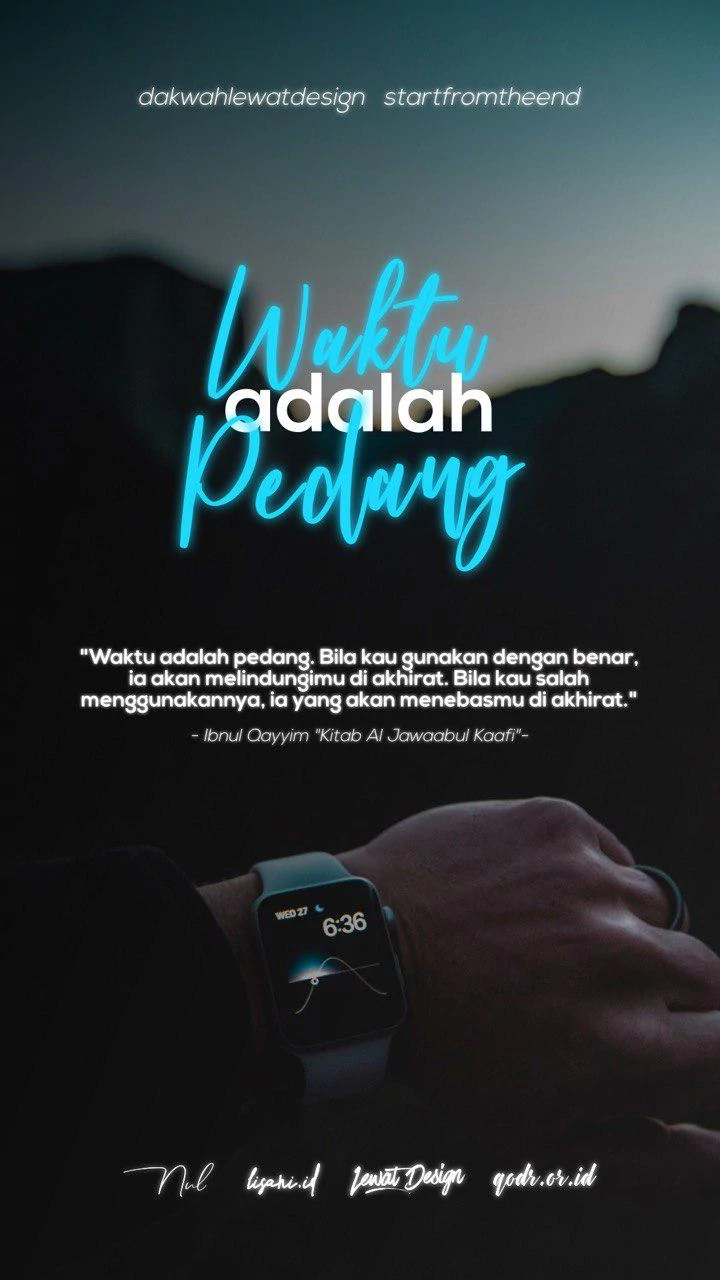 dakwahlewatdesign startfromtheend
Waktu
adalah
Pedang
"Waktu adalah pedang. Bila kau gunakan dengan benar,
ia akan melindungimu di akhirat. Bila kau salah
menggunakannya, ia yang akan menebasmu di akhirat."
- Ibnul Qayyim "Kitab Al Jawaabul Kaafi"-
WED 27
6:36
Nul lisani.id Lewat Design qodr.or.id